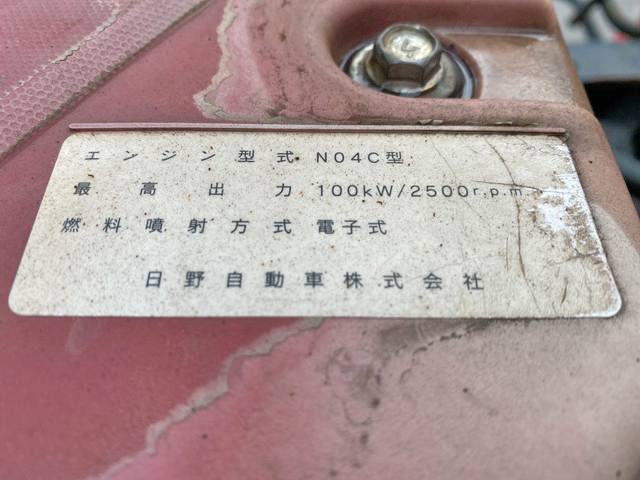 エンジン型式 N04C型
最高出力 100kW/2500r.p.m.
燃料噴射方式 電子式
日野自動車株式会社